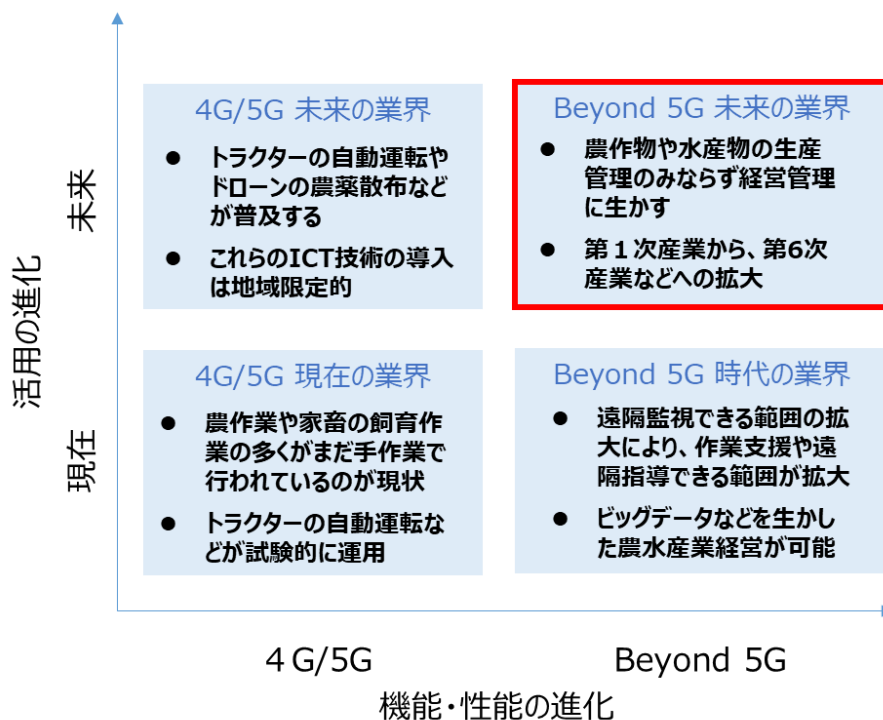 4G/5G 未来の業界
● トラクターの自動運転や
ドローンの農薬散布など
が普及する
● これらのICT技術の導入
は地域限定的
Beyond 5G 未来の業界
● 農作物や水産物の生産
管理のみならず経営管理
に生かす
● 第１次産業から、第6次
産業などへの拡大
4G/5G 現在の業界
● 農作業や家畜の飼育作
業の多くがまだ手作業で
行われているのが現状
● トラクターの自動運転な
どが試験的に運用
Beyond 5G 時代の業界
● 遠隔監視できる範囲の拡
大により、作業支援や遠
隔指導できる範囲が拡大
● ビッグデータなどを生かし
た農水産業経営が可能
活用の進化
未来
現在
４G/5G
Beyond 5G
機能・性能の進化